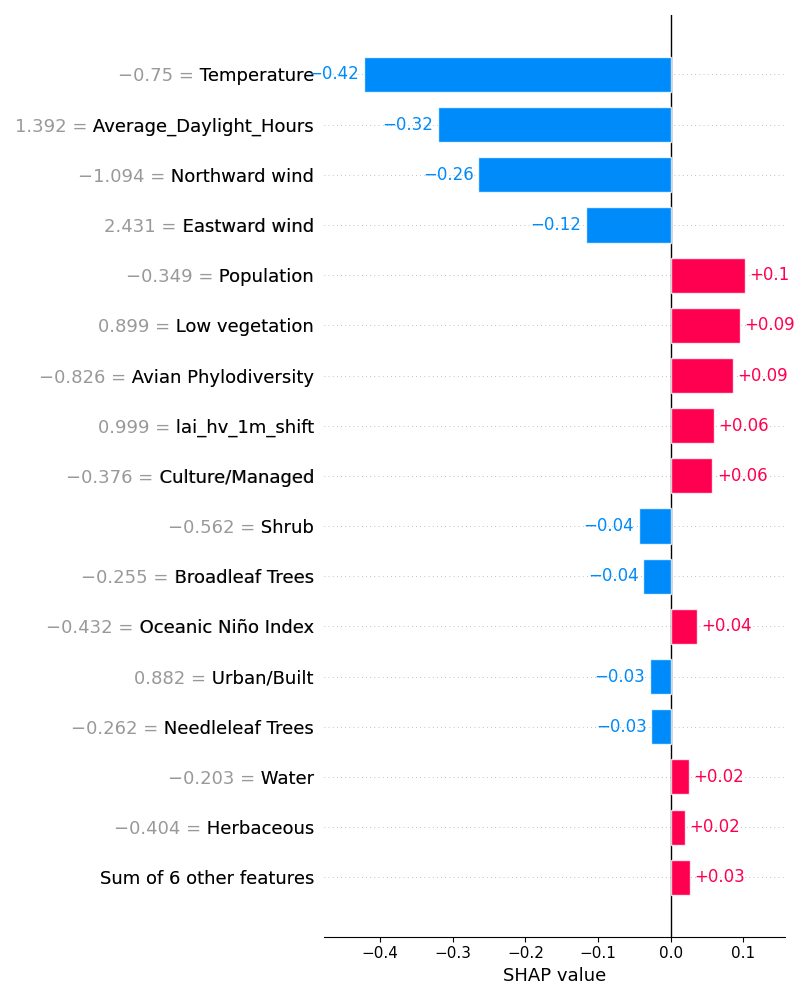 −0.75 = Temperature −0.42
1.392 = Average_Daylight_Hours −0.32
−1.094 = Northward wind −0.26
2.431 = Eastward wind −0.12
−0.349 = Population +0.1
0.899 = Low vegetation +0.09
−0.826 = Avian Phylodiversity +0.09
0.999 = lai_hv_1m_shift +0.06
−0.376 = Culture/Managed +0.06
−0.562 = Shrub −0.04
−0.255 = Broadleaf Trees −0.04
−0.432 = Oceanic Niño Index +0.04
0.882 = Urban/Built −0.03
−0.262 = Needleleaf Trees −0.03
−0.203 = Water +0.02
−0.404 = Herbaceous +0.02
Sum of 6 other features +0.03
−0.4 −0.3 −0.2 −0.1 0.0 0.1
SHAP value